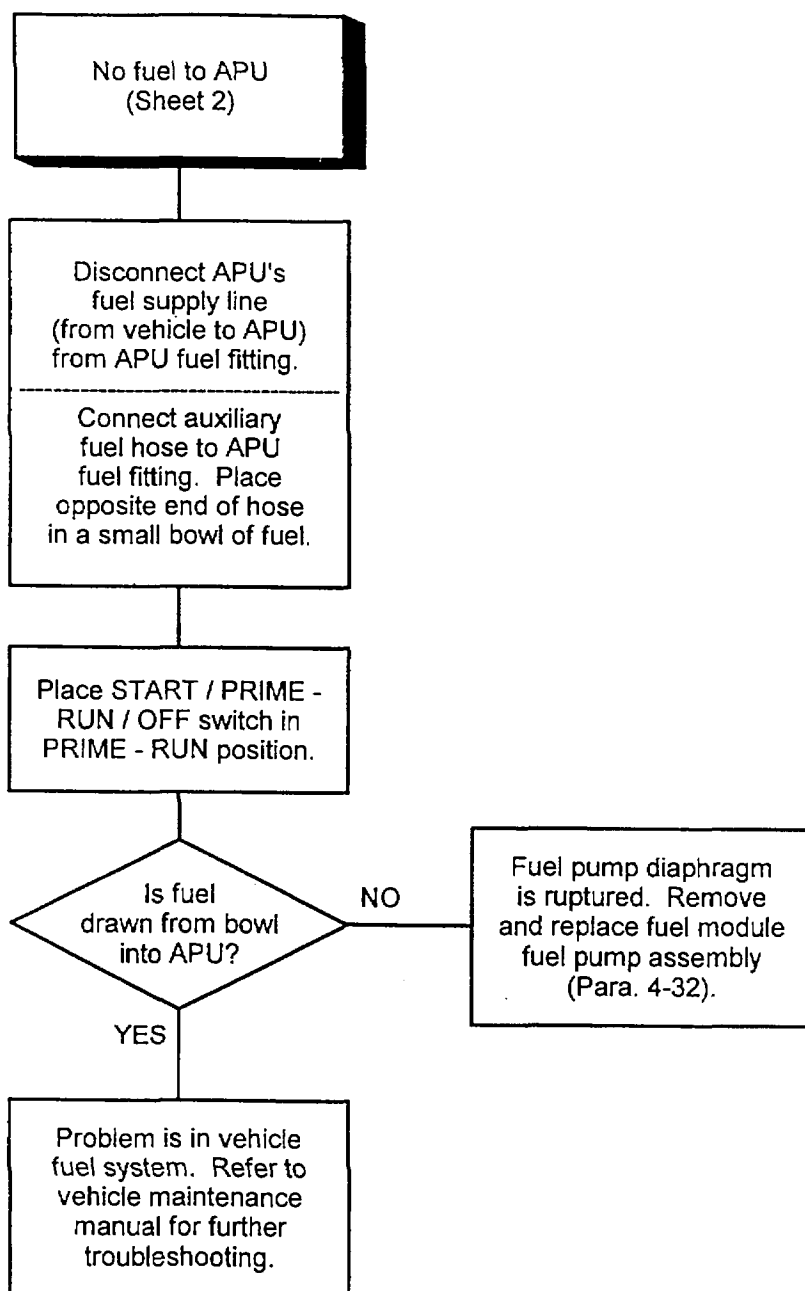 No fuel to APU
(Sheet 2)
Disconnect APU's
fuel supply line
(from vehicle to APU)
from APU fuel fitting.
Connect auxiliary
fuel hose to APU
fuel fitting. Place
opposite end of hose
in a small bowl of fuel.
Place START / PRIME -
RUN / OFF switch in
PRIME - RUN position.
Is fuel
drawn from bowl
into APU?
NO
Fuel pump diaphragm
is ruptured. Remove
and replace fuel module
fuel pump assembly
(Para. 4-32).
YES
Problem is in vehicle
fuel system. Refer to
vehicle maintenance
manual for further
troubleshooting.